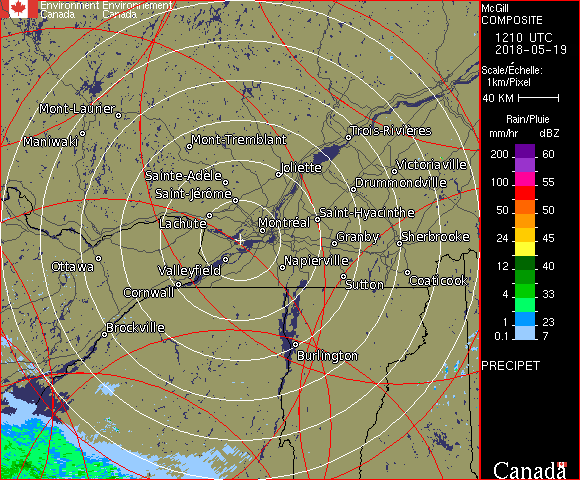 Environment Environnement
Canada Canada
McGill
COMPOSITE
1210 UTC
2018-05-19
Scale/Échelle:
1km/Pixel
40 KM
Rain/Pluie
mm/hr dBZ
200 60
100 55
50 50
24 45
12 40
4 33
1 23
0.1 7
PRECIPET
Canada
Mont-Laurier
Maniwaki
Mont-Tremblant
Trois-Rivières
Joliette
Victoriaville
Sainte-Adèle
Drummondville
Saint-Jérôme
Lachute
Saint-Hyacinthe
Montréal
Granby
Sherbrooke
Ottawa
Valleyfield
Napierville
Cornwall
Sutton
Coaticook
Brockville
Burlington